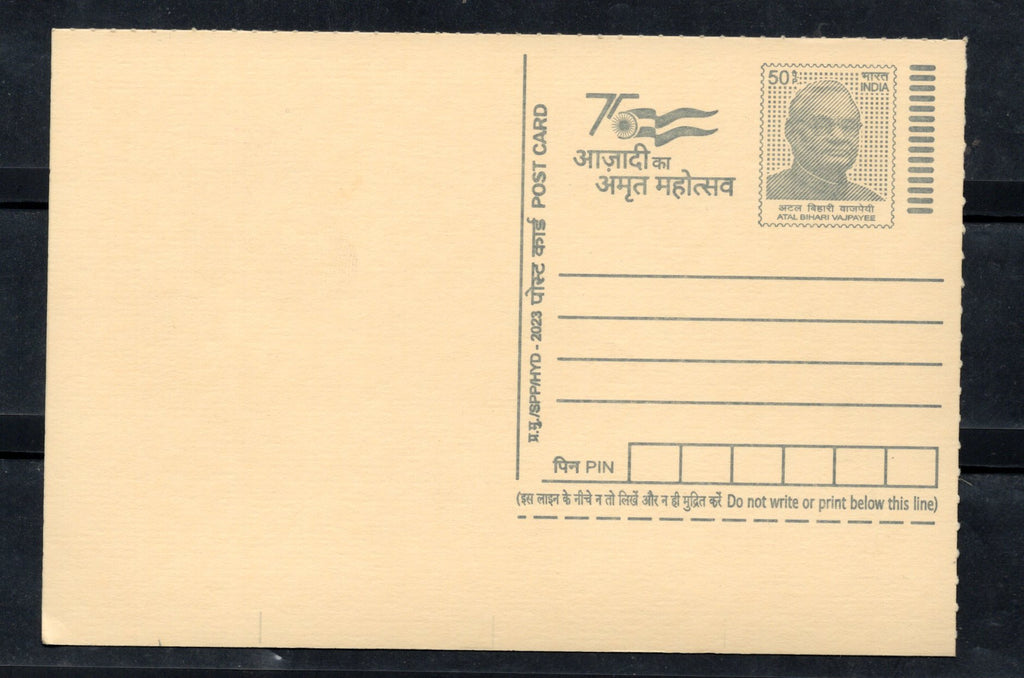 प्र.मु./SPP/HYD - 2023 पोस्ट कार्ड POST CARD
75
आज़ादी का
अमृत महोत्सव
50 भारत
INDIA
अटल बिहारी वाजपेयी
ATAL BIHARI VAJPAYEE
पिन PIN
(इस लाइन के नीचे न तो लिखें और न ही मुद्रित करें Do not write or print below this line)